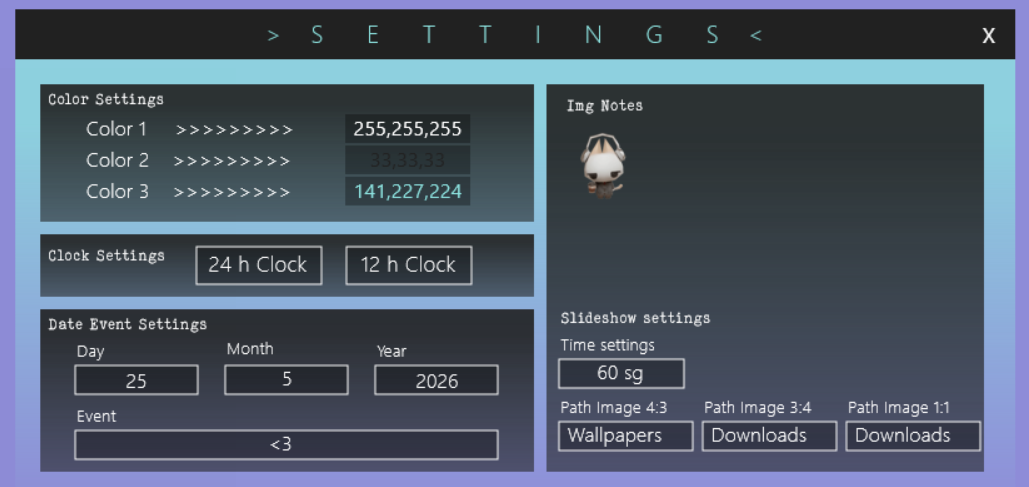 > S E T T I N G S <
X
Color Settings
Color 1 >>>>>>>>> 255,255,255
Color 2 >>>>>>>>> 33,33,33
Color 3 >>>>>>>>> 141,227,224
Clock Settings
24 h Clock
12 h Clock
Date Event Settings
Day Month Year
25 5 2026
Event
<3
Img Notes
Slideshow settings
Time settings
60 sg
Path Image 4:3 Path Image 3:4 Path Image 1:1
Wallpapers Downloads Downloads